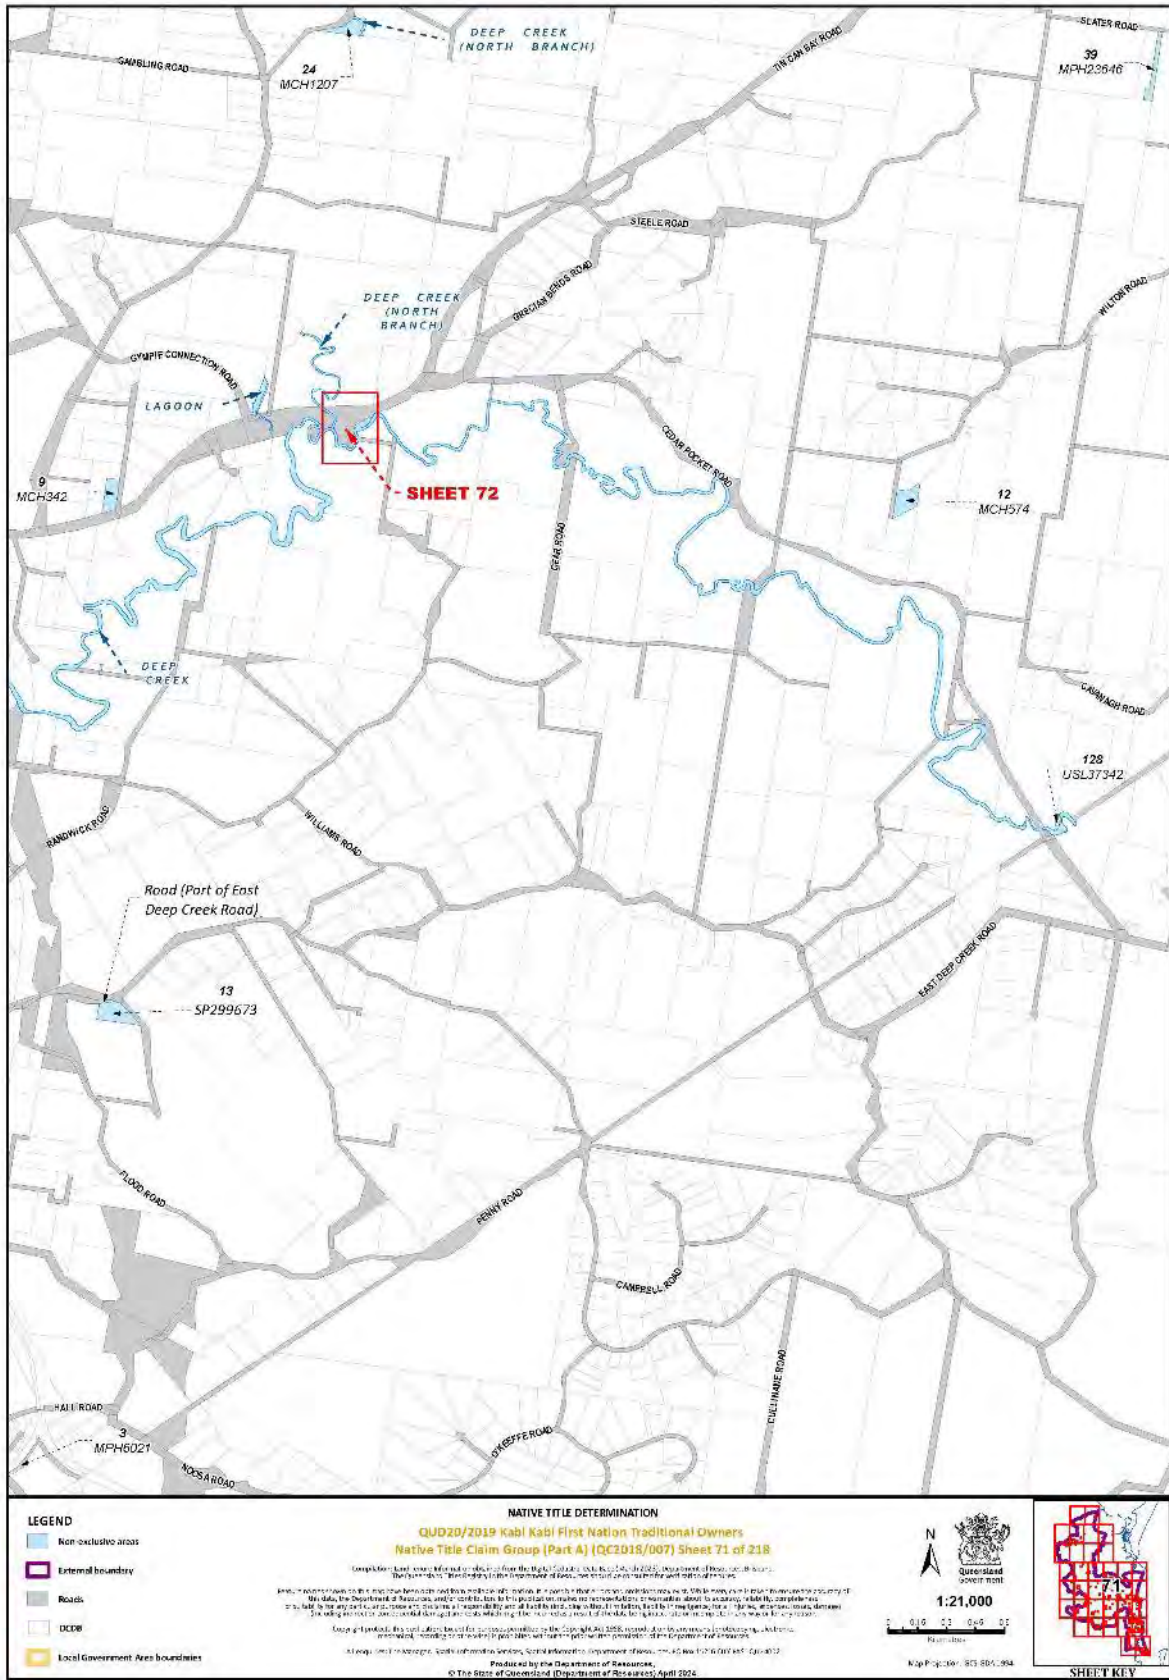 DEEP CREEK
(NORTH BRANCH)
SLATER ROAD
TIN CAN BAY ROAD
GAMBLING ROAD
24
MCH1207
39
MPH23646
STEELE ROAD
GRECIAN BENDS ROAD
WILTON ROAD
DEEP CREEK
(NORTH
BRANCH)
GYMPIE CONNECTION ROAD
LAGOON
CEDAR POCKET ROAD
9
MCH342
SHEET 72
12
MCH574
GEAR ROAD
DEEP
CREEK
CAVANAGH ROAD
128
USL37342
RANDWICK ROAD
WILLIAMS ROAD
Road (Part of East
Deep Creek Road)
EAST DEEP CREEK ROAD
13
SP299673
FLOOD ROAD
PENNY ROAD
CAMPBELL ROAD
CULLINANE ROAD
HALL ROAD
3
MPH6021
NOOSA ROAD
O'KEEFFE ROAD
LEGEND
Non-exclusive areas
External boundary
Roads
DCDB
Local Government Area boundaries
NATIVE TITLE DETERMINATION
QUD20/2019 Kabi Kabi First Nation Traditional Owners
Native Title Claim Group (Part A) (QC2018/007) Sheet 71 of 218
Produced by the Department of Resources,
© The State of Queensland (Department of Resources) April 2024
N
Queensland
Government
1:21,000
Kilometres
71
SHEET KEY